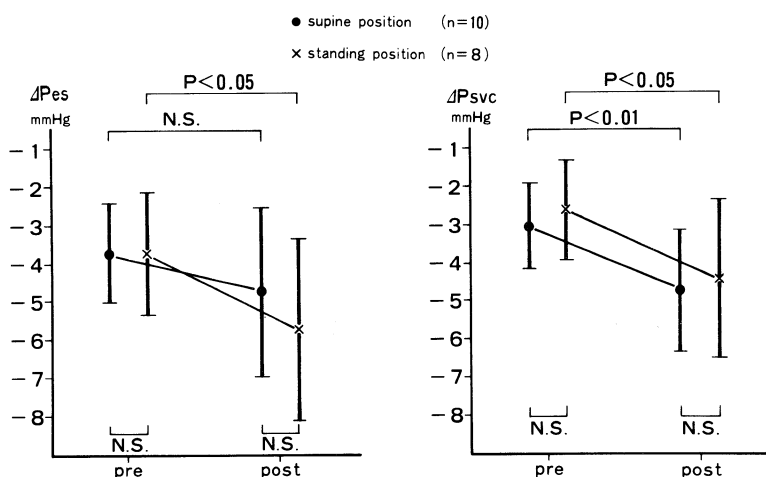 ● supine position (n=10)
× standing position (n=8)
ΔPes
mmHg
P<0.05
N.S.
-1
-2
-3
-4
-5
-6
-7
-8
N.S.
N.S.
pre
post
ΔPsvc
mmHg
P<0.05
P<0.01
-1
-2
-3
-4
-5
-6
-7
-8
N.S.
N.S.
pre
post